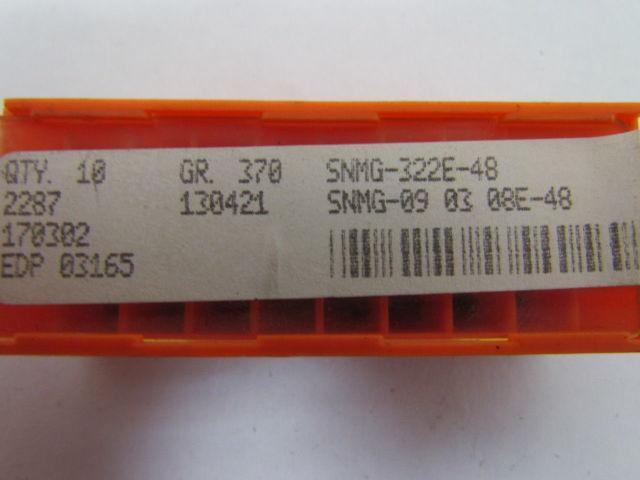 QTY. 10 GR. 370 SNMG-322E-48
2287 130421 SNMG-09 03 08E-48
170302
EDP 03165